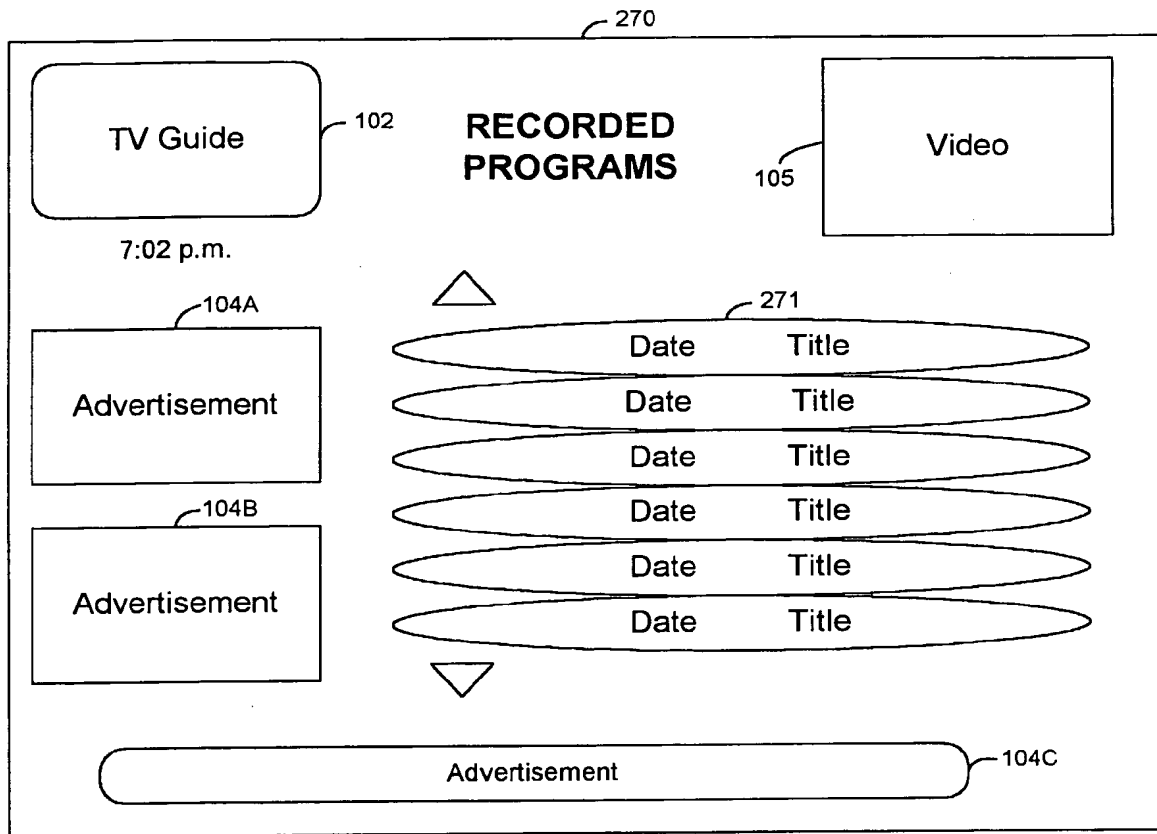 270
TV Guide
102
RECORDED
PROGRAMS
105
Video
7:02 p.m.
104A
Advertisement
271
Date Title
Date Title
Date Title
Date Title
Date Title
Date Title
104B
Advertisement
Advertisement
104C